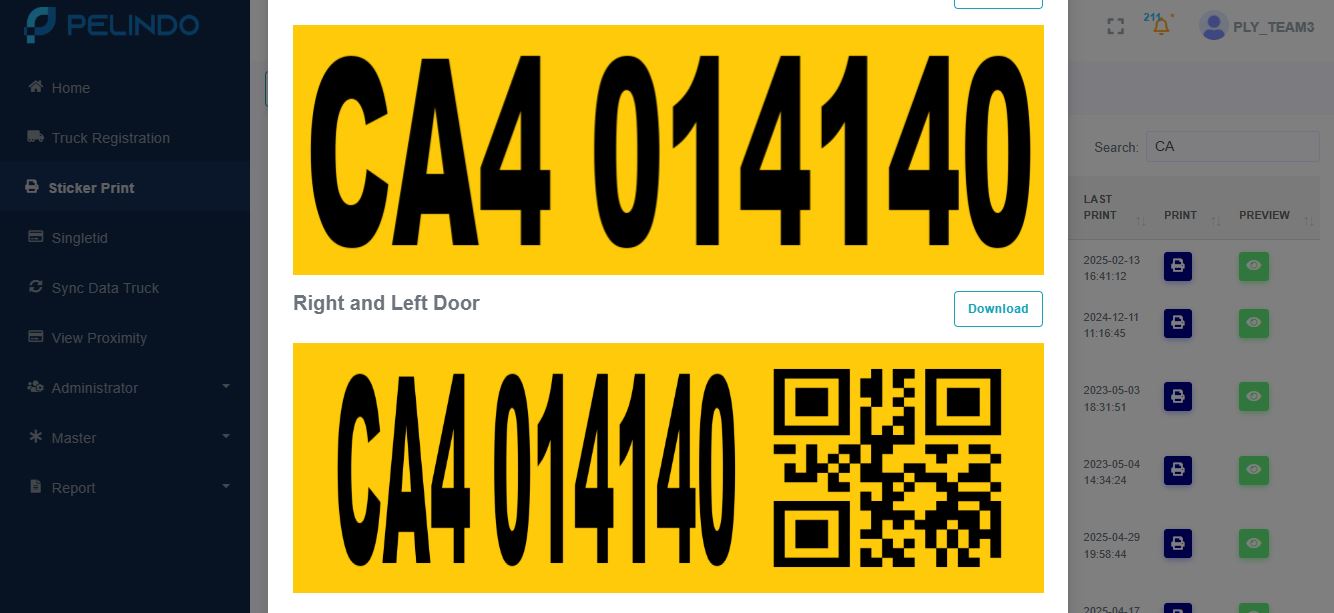 PELINDO
211
PLY_TEAM3
Home
Truck Registration
Sticker Print
Singletid
Sync Data Truck
View Proximity
Administrator
Master
Report
CA4 014140
Right and Left Door
Download
CA4 014140
Search: CA
LAST PRINT
PRINT
PREVIEW
2025-02-13
16:41:12
2024-12-11
11:16:45
2023-05-03
18:31:51
2023-05-04
14:34:24
2025-04-29
19:58:44
2025-04-17